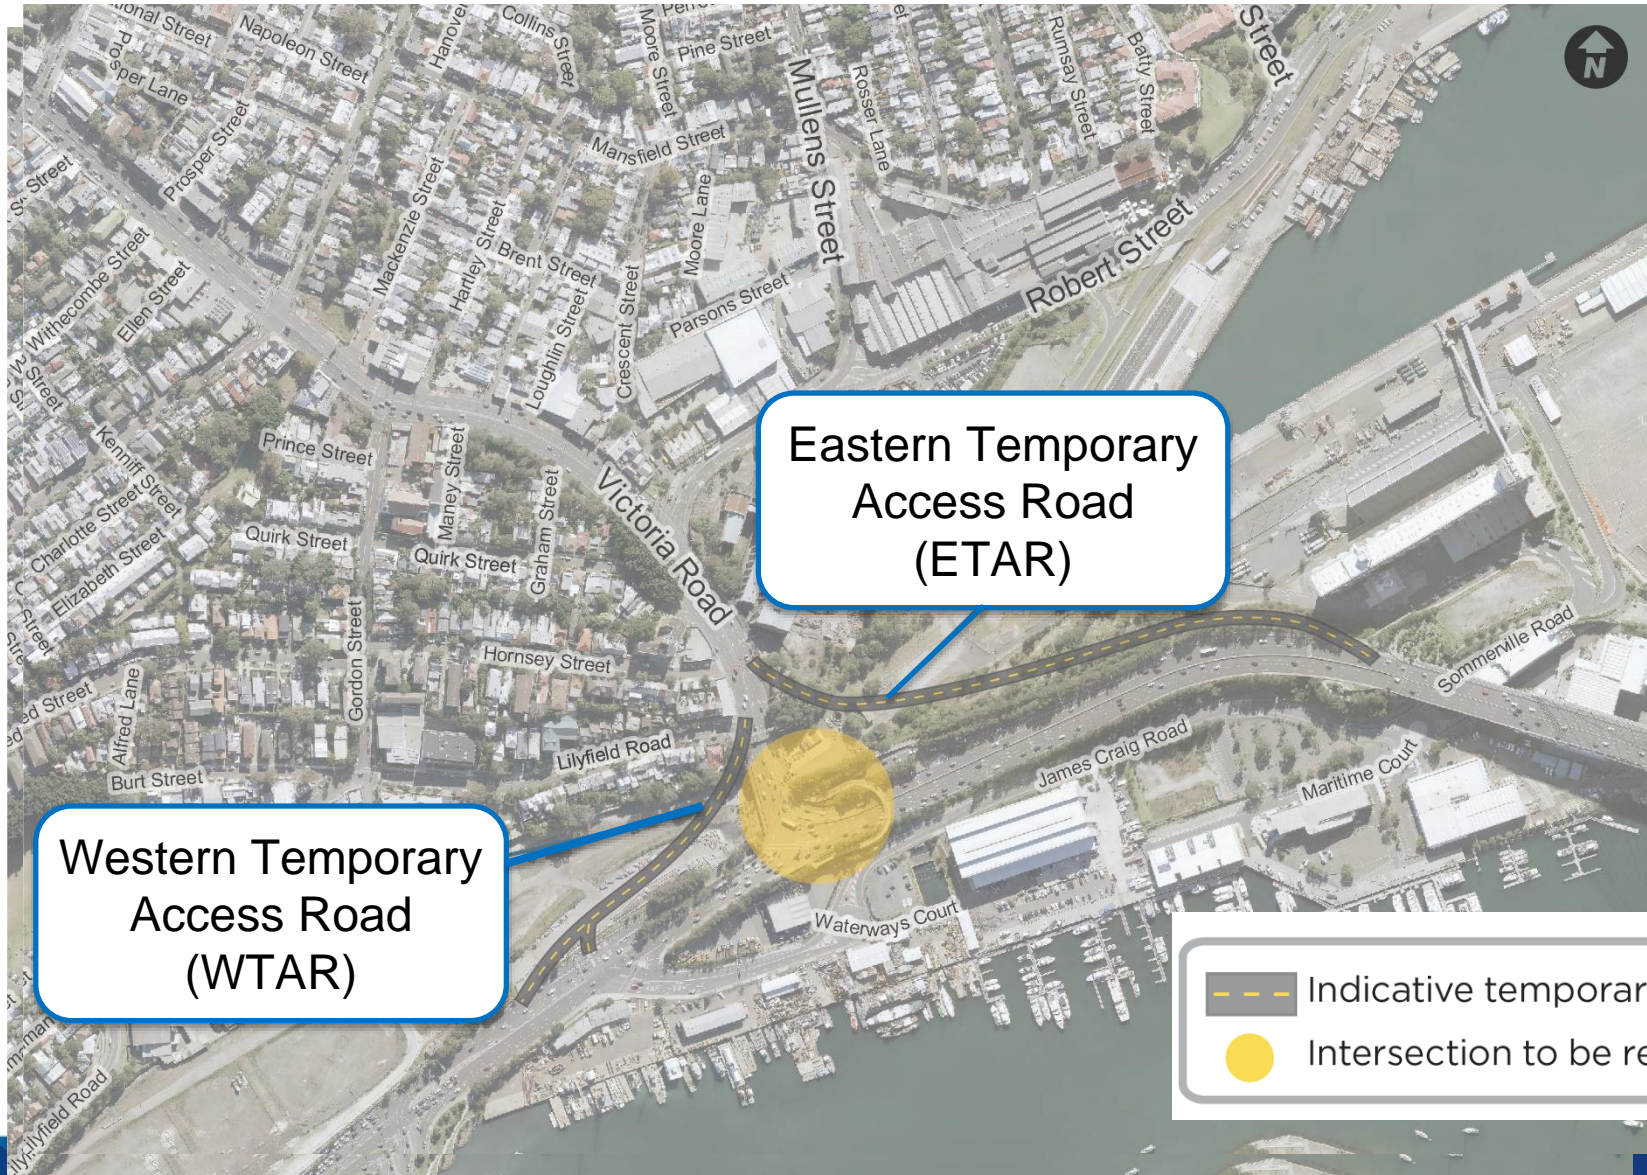 Napoleon Street
Hanover
Collins Street
Moore Street
Pine Street
Mullens Street
Rosser Lane
Rumsay Street
Batty Street
Street
N
Prosper Lane
Prosper Street
Mackenzie Street
Mansfield Street
Moore Lane
Street
Withecombe Street
Ellen Street
Hartley Street
Brent Street
Loughlin Street
Crescent Street
Parsons Street
Robert Street
Street
Kenniff Street
Prince Street
Maney Street
Graham Street
Victoria Road
Eastern Temporary
Access Road
(ETAR)
Charlotte Street
Elizabeth Street
Quirk Street
Quirk Street
Street
Gordon Street
Hornsey Street
Sommerville Road
Street
Alfred Lane
Burt Street
Lilyfield Road
James Craig Road
Maritime Court
Western Temporary
Access Road
(WTAR)
Waterways Court
Indicative temporar
Intersection to be re
Lilyfield Road